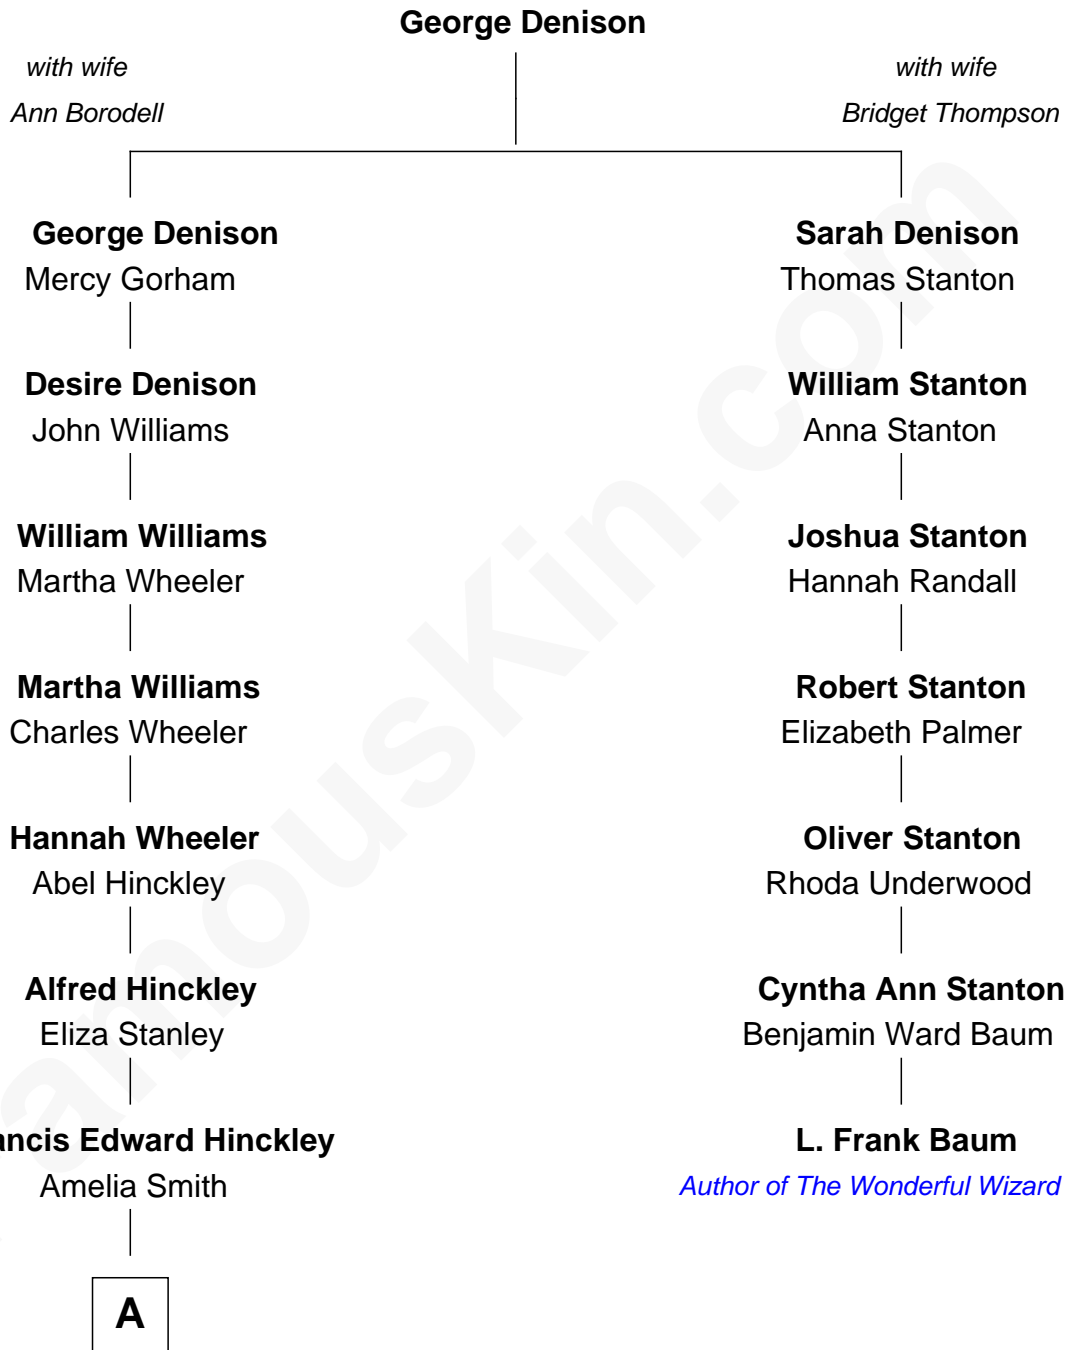 George Denison
with wife
Ann Borodell
with wife
Bridget Thompson
George Denison
Mercy Gorham
Sarah Denison
Thomas Stanton
Desire Denison
John Williams
William Stanton
Anna Stanton
William Williams
Martha Wheeler
Joshua Stanton
Hannah Randall
Martha Williams
Charles Wheeler
Robert Stanton
Elizabeth Palmer
Hannah Wheeler
Abel Hinckley
Oliver Stanton
Rhoda Underwood
Alfred Hinckley
Eliza Stanley
Cyntha Ann Stanton
Benjamin Ward Baum
ancis Edward Hinckley
Amelia Smith
L. Frank Baum
Author of The Wonderful Wizard
A
amousKin.com